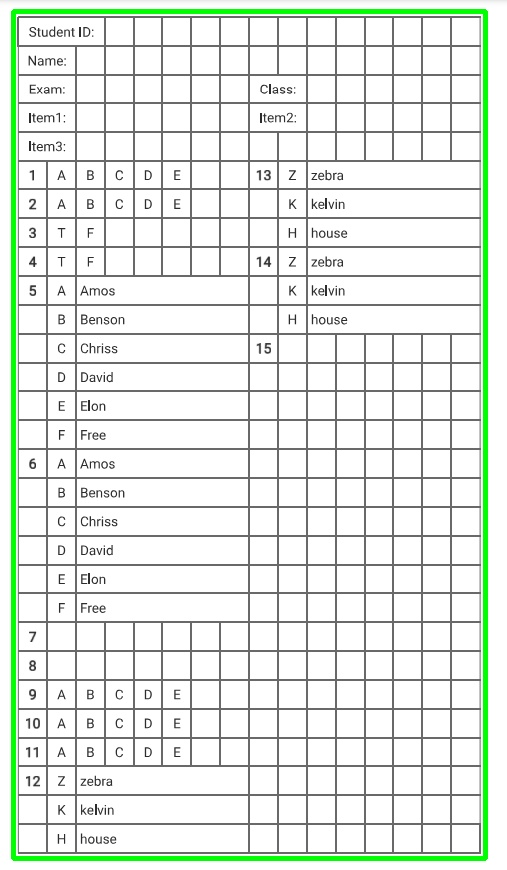 Student ID:
Name:
Exam: Class:
Item1: Item2:
Item3:
1 A B C D E
2 A B C D E
3 T F
4 T F
5 A Amos
B Benson
C Chriss
D David
E Elon
F Free
6 A Amos
B Benson
C Chriss
D David
E Elon
F Free
7
8
9 A B C D E
10 A B C D E
11 A B C D E
12 Z zebra
K kelvin
H house
13 Z zebra
K kelvin
H house
14 Z zebra
K kelvin
H house
15